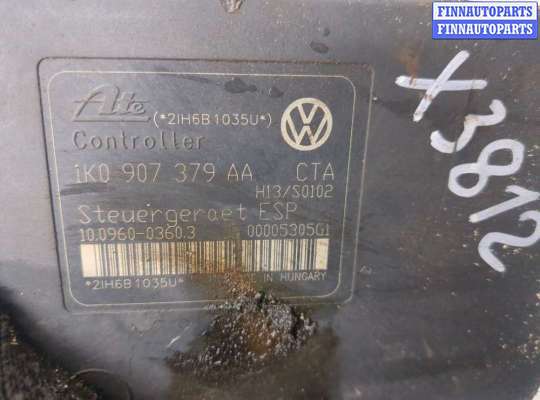 FINNAUTOPARTS
FINNAUTOPARTS
Ate (*2IH6B1035U*)
Controller
1K0 907 379 AA CTA
H13/S0102
Steuergeraet ESP
10.0960-0360.3 00005305G1
*2IH6B1035U* IN HUNGARY
X3812